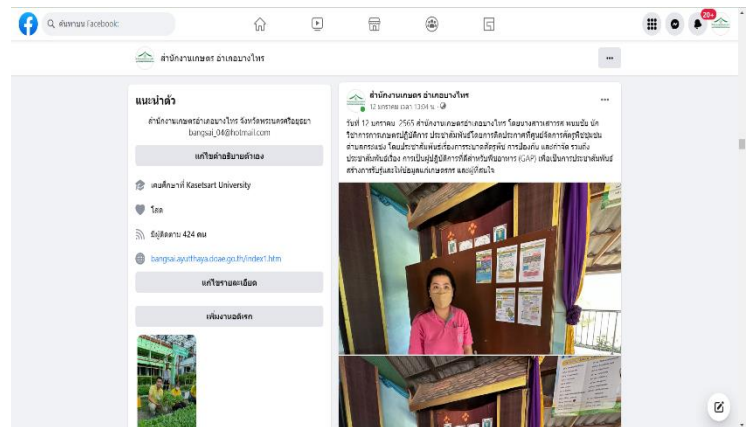 ค้นหาบน Facebook
20+
สำนักงานเกษตร อำเภอบางไทร
แนะนำตัว
สำนักงานเกษตรอำเภอบางไทร จังหวัดพระนครศรีอยุธยา
bangsai_04@hotmail.com
แก้ไขคำอธิบายตัวเอง
เคยศึกษาที่ Kasetsart University
โสด
มีผู้ติดตาม 424 คน
bangsai.ayutthaya.doae.go.th/index1.htm
แก้ไขรายละเอียด
เพิ่มงานอดิเรก
สำนักงานเกษตร อำเภอบางไทร
12 มกราคม เวลา 13:04 น.
วันที่ 12 มกราคม 2565 สำนักงานเกษตรอำเภอบางไทร โดยนางสาวเสาวรส พบมชัย นัก
วิชาการการเกษตรปฏิบัติการ ประชาสัมพันธ์โดยการติดประกาศที่ศูนย์จัดการศัตรูพืชชุมชน
ตำบลกระแชง โดยประชาสัมพันธ์เรื่องการระบาดศัตรูพืช การป้องกัน และกำจัด รวมถึง
ประชาสัมพันธ์เรื่อง การเป็นผู้ปฏิบัติการที่ดีสำหรับพืชอาหาร (GAP) เพื่อเป็นการประชาสัมพันธ์
สร้างการรับรู้และให้ข้อมูลแก่เกษตรกร และผู้ที่สนใจ